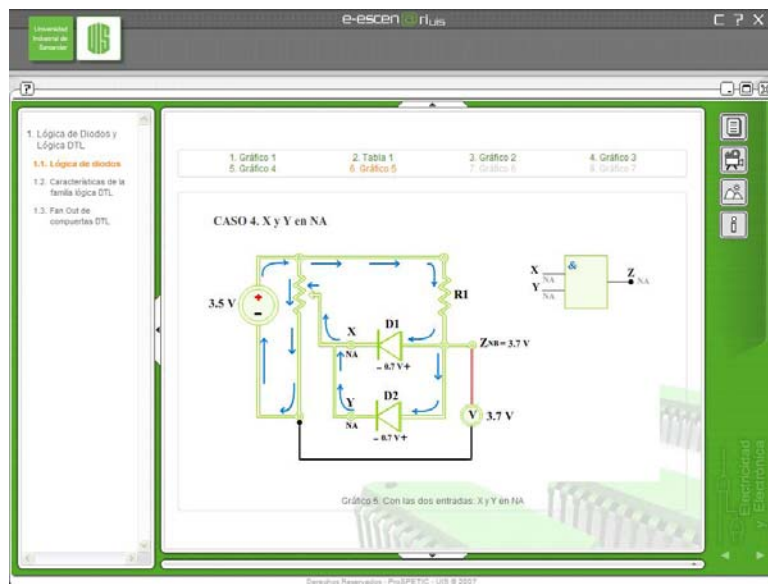 Universidad
Industrial de
Santander
UIS
e-escen@riUIS
1. Lógica de Diodos y
Lógica DTL
1.1. Lógica de diodos
1.2. Características de la
familia lógica DTL
1.3. Fan Out de
compuertas DTL
1. Gráfico 1
2. Tabla 1
3. Gráfico 2
4. Gráfico 3
5. Gráfico 4
6. Gráfico 5
7. Gráfico 6
8. Gráfico 7
CASO 4. X y Y en NA
3.5 V
+
-
R1
X
NA
D1
- 0.7 V+
ZNB = 3.7 V
Y
NA
D2
- 0.7 V+
V
3.7 V
X
NA
Y
NA
&
Z
NA
Gráfico 5. Con las dos entradas: X y Y en NA
Electricidad
y Electrónica
Derechos Reservados - ProSPETIC - UIS @ 2007